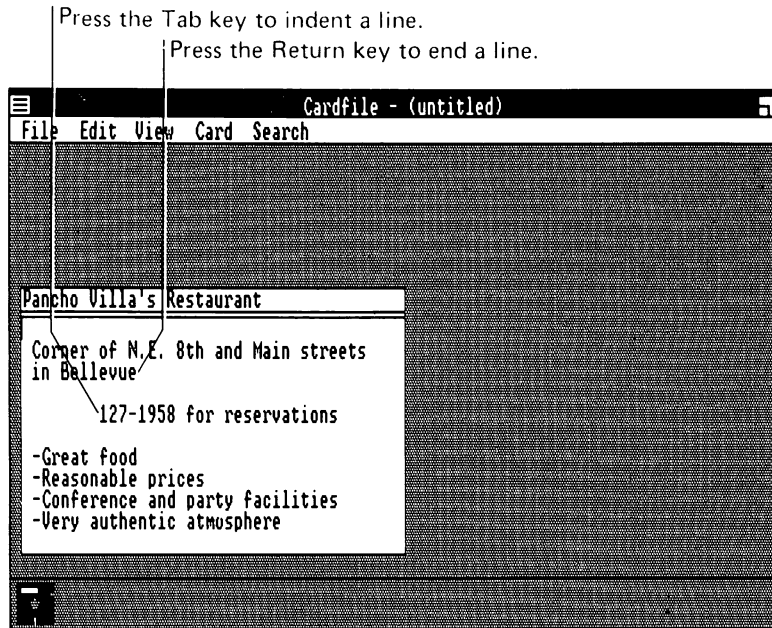 Press the Tab key to indent a line.
Press the Return key to end a line.
Cardfile - (untitled)
File Edit View Card Search
Pancho Villa's Restaurant
Corner of N.E. 8th and Main streets
in Bellevue
127-1958 for reservations
-Great food
-Reasonable prices
-Conference and party facilities
-Very authentic atmosphere